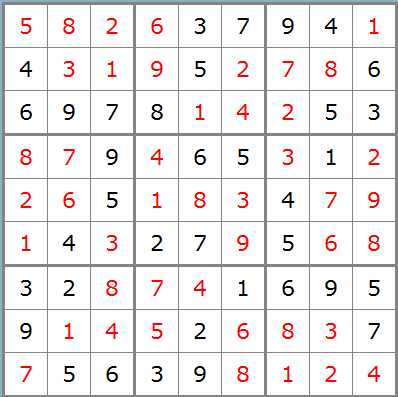 5 8 2 6 3 7 9 4 1
4 3 1 9 5 2 7 8 6
6 9 7 8 1 4 2 5 3
8 7 9 4 6 5 3 1 2
2 6 5 1 8 3 4 7 9
1 4 3 2 7 9 5 6 8
3 2 8 7 4 1 6 9 5
9 1 4 5 2 6 8 3 7
7 5 6 3 9 8 1 2 4